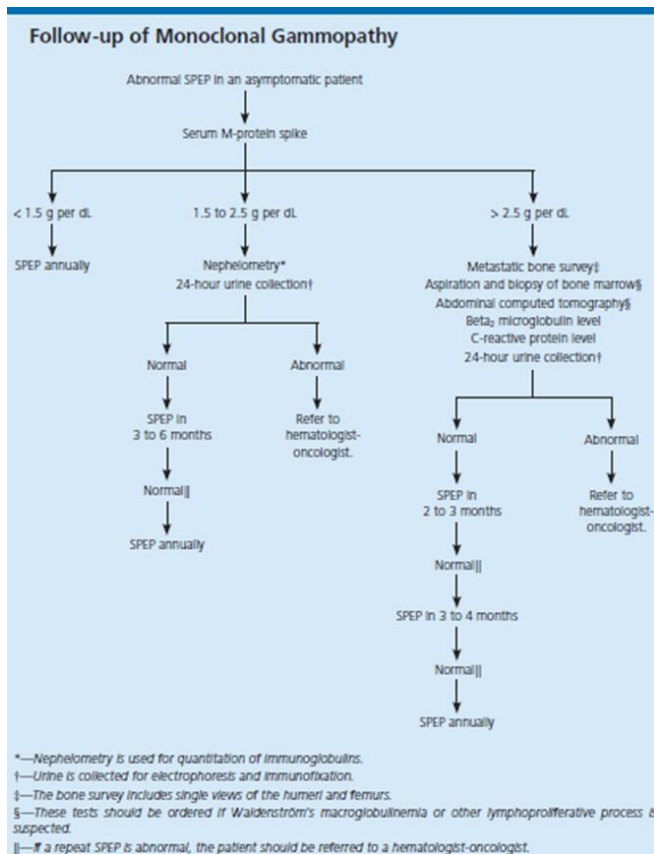 Follow-up of Monoclonal Gammopathy
Abnormal SPEP in an asymptomatic patient
Serum M-protein spike
< 1.5 g per dL
1.5 to 2.5 g per dL
> 2.5 g per dL
SPEP annually
Nephelometry*
24-hour urine collection†
Metastatic bone survey‡
Aspiration and biopsy of bone marrow§
Abdominal computed tomography§
Beta₂ microglobulin level
C-reactive protein level
24-hour urine collection†
Normal
Abnormal
SPEP in
3 to 6 months
Refer to
hematologist-
oncologist.
Normal||
SPEP annually
Normal
Abnormal
SPEP in
2 to 3 months
Refer to
hematologist-
oncologist.
Normal||
SPEP in 3 to 4 months
Normal||
SPEP annually
*—Nephelometry is used for quantitation of immunoglobulins.
†—Urine is collected for electrophoresis and immunofixation.
‡—The bone survey includes single views of the humeri and femurs.
§—These tests should be ordered if Waldenström's macroglobulinemia or other lymphoproliferative process is
suspected.
||—If a repeat SPEP is abnormal, the patient should be referred to a hematologist-oncologist.